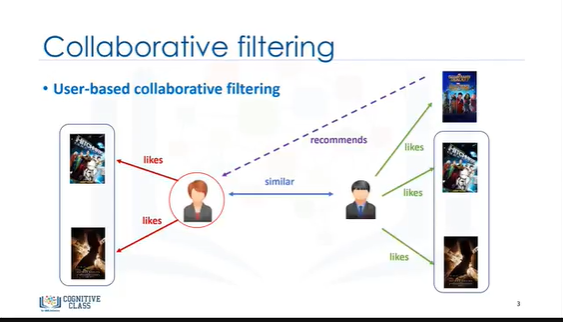 Collaborative filtering
• User-based collaborative filtering
recommends
likes
likes
similar
likes
likes
likes
COGNITIVE
CLASS
3